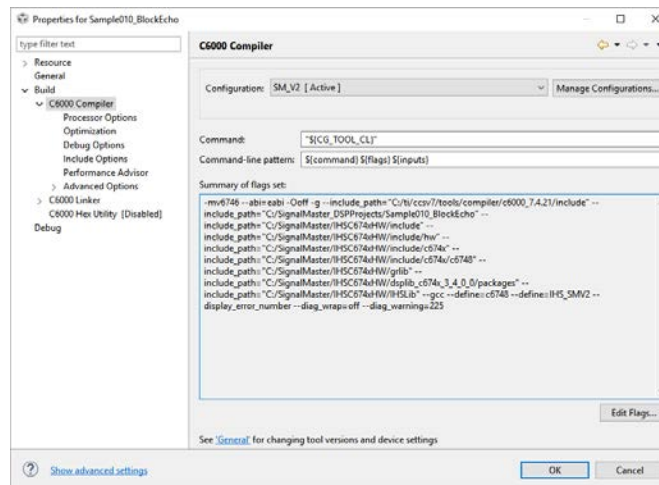 Properties for Sample010_BlockEcho
type filter text
Resource
General
Build
C6000 Compiler
Processor Options
Optimization
Debug Options
Include Options
Performance Advisor
Advanced Options
C6000 Linker
C6000 Hex Utility [Disabled]
Debug
C6000 Compiler
Configuration: SM_V2 [ Active ]
Manage Configurations...
Command: "${CG_TOOL_CL}"
Command-line pattern: ${command} ${flags} ${inputs}
Summary of flags set:
-mv6746 --abi=eabi -Ooff -g --include_path="C:/ti/ccsv7/tools/compiler/c6000_7.4.21/include" --
include_path="C:/SignalMaster_DSPProjects/Sample010_BlockEcho" --
include_path="C:/SignalMaster/IHSC674xHW/include" --
include_path="C:/SignalMaster/IHSC674xHW/include/hw" --
include_path="C:/SignalMaster/IHSC674xHW/include/c674x" --
include_path="C:/SignalMaster/IHSC674xHW/include/c674x/c6748" --
include_path="C:/SignalMaster/IHSC674xHW/grlib" --
include_path="C:/SignalMaster/IHSC674xHW/dsplib_c674x_3_4_0_0/packages" --
include_path="C:/SignalMaster/IHSC674xHW/IHSLib" --gcc --define=c6748 --define=IHS_SMV2 --
display_error_number --diag_wrap=off --diag_warning=225
Edit Flags...
See 'General' for changing tool versions and device settings
Show advanced settings
OK
Cancel